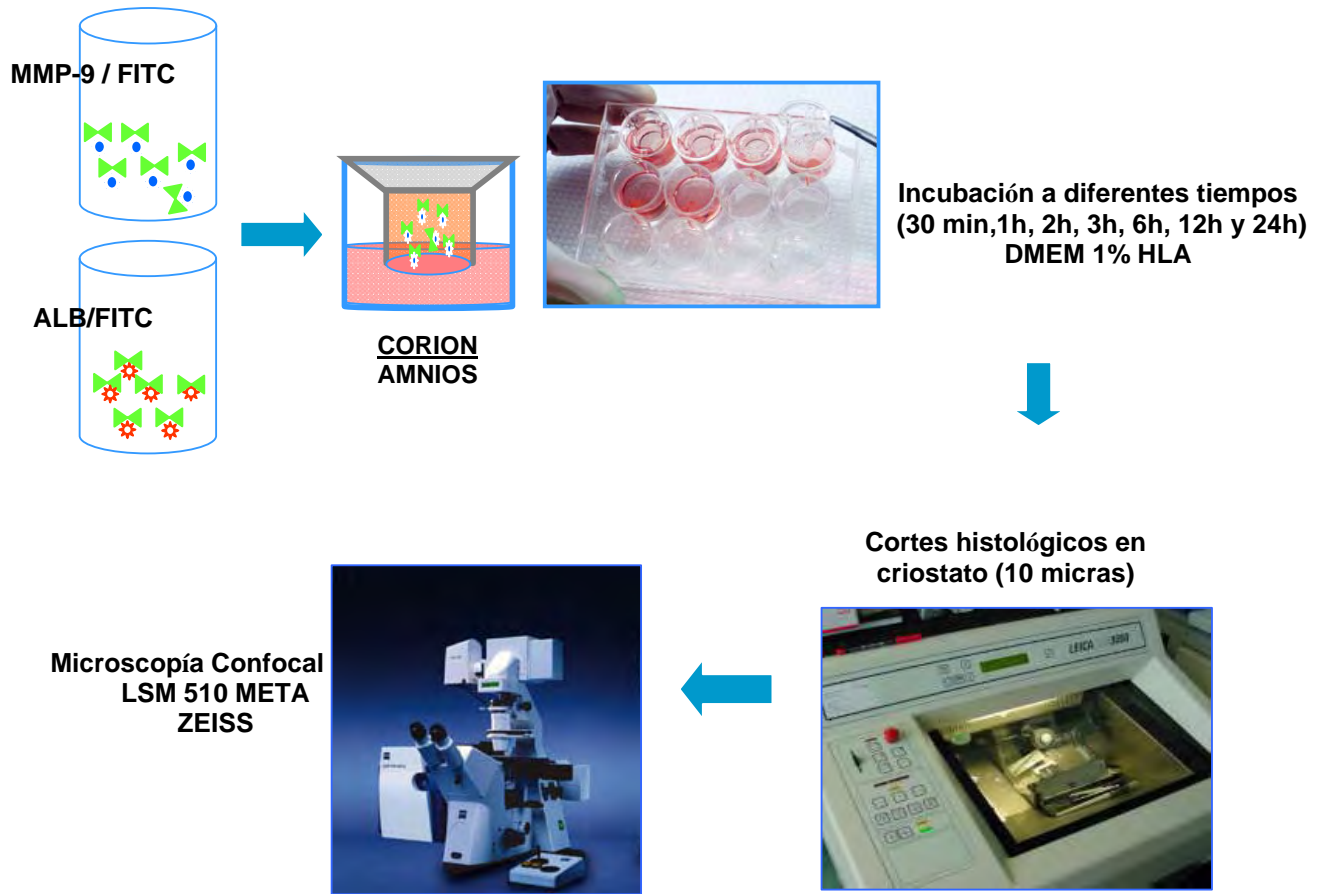 MMP-9 / FITC
ALB/FITC
CORION
AMNIOS
Incubación a diferentes tiempos
(30 min,1h, 2h, 3h, 6h, 12h y 24h)
DMEM 1% HLA
Cortes histológicos en
criostato (10 micras)
LEICA
Microscopía Confocal
LSM 510 META
ZEISS